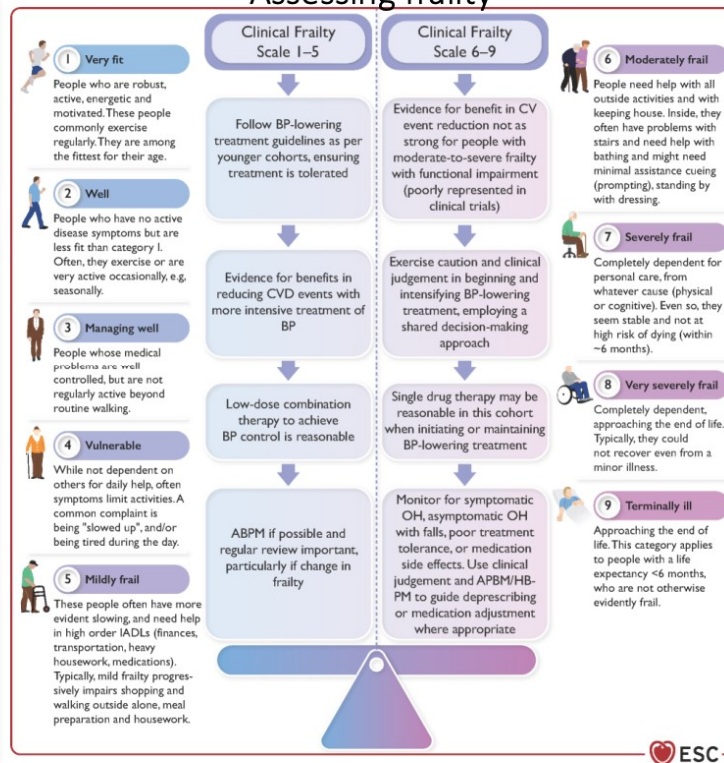 Assessing frailty
Clinical Frailty
Scale 1–5
Clinical Frailty
Scale 6–9
1 Very fit
People who are robust,
active, energetic and
motivated. These people
commonly exercise
regularly. They are among
the fittest for their age.
2 Well
People who have no active
disease symptoms but are
less fit than category 1.
Often, they exercise or are
very active occasionally, e.g,
seasonally.
3 Managing well
People whose medical
problems are well
controlled, but are not
regularly active beyond
routine walking.
4 Vulnerable
While not dependent on
others for daily help, often
symptoms limit activities. A
common complaint is
being "slowed up", and/or
being tired during the day.
5 Mildly frail
These people often have more
evident slowing, and need help
in high order IADLs (finances,
transportation, heavy
housework, medications).
Typically, mild frailty progres-
sively impairs shopping and
walking outside alone, meal
preparation and housework.
Follow BP-lowering
treatment guidelines as per
younger cohorts, ensuring
treatment is tolerated
Evidence for benefits in
reducing CVD events with
more intensive treatment of
BP
Low-dose combination
therapy to achieve
BP control is reasonable
ABPM if possible and
regular review important,
particularly if change in
frailty
Evidence for benefit in CV
event reduction not as
strong for people with
moderate-to-severe frailty
with functional impairment
(poorly represented in
clinical trials)
Exercise caution and clinical
judgement in beginning and
intensifying BP-lowering
treatment, employing a
shared decision-making
approach
Single drug therapy may be
reasonable in this cohort
when initiating or maintaining
BP-lowering treatment
Monitor for symptomatic
OH, asymptomatic OH
with falls, poor treatment
tolerance, or medication
side effects. Use clinical
judgement and APBM/HB-
PM to guide deprescribing
or medication adjustment
where appropriate
6 Moderately frail
People need help with all
outside activities and with
keeping house. Inside, they
often have problems with
stairs and need help with
bathing and might need
minimal assistance cueing
(prompting), standing by
with dressing.
7 Severely frail
Completely dependent for
personal care, from
whatever cause (physical
or cognitive). Even so, they
seem stable and not at
high risk of dying (within
~6 months).
8 Very severely frail
Completely dependent,
approaching the end of life.
Typically, they could
not recover even from a
minor illness.
9 Terminally ill
Approaching the end of
life. This category applies
to people with a life
expectancy <6 months,
who are not otherwise
evidently frail.
ESC